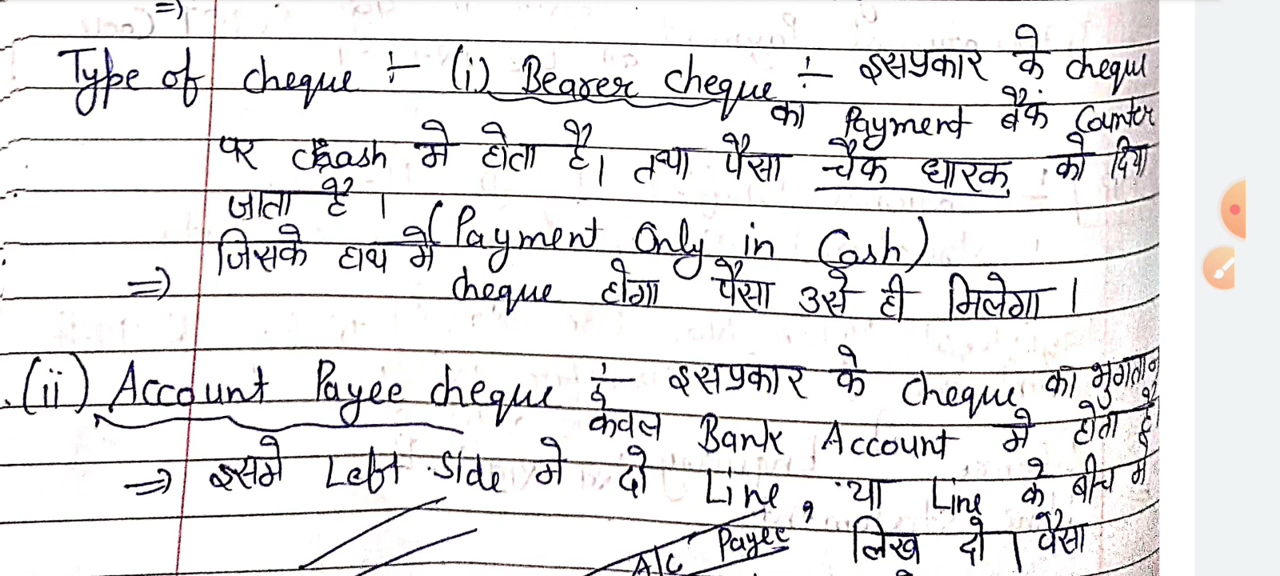 =>
Type of cheque :- (i) Bearer cheque :- इसप्रकार के cheque
का Payment बैंक Counter
पर cash मे होता है। तथा पैसा चैक धारक को दिया
जाता है। (Payment Only in Cash)
=> जिसके हाथ मे cheque होगा पैसा उसे ही मिलेगा।
(ii) Account Payee cheque :- इसप्रकार के cheque का भुगतान
केवल Bank Account मे होता है।
=> इसमे Left Side मे दो Line, या Line के बीच मे
A/C Payee लिख दो। पैसा